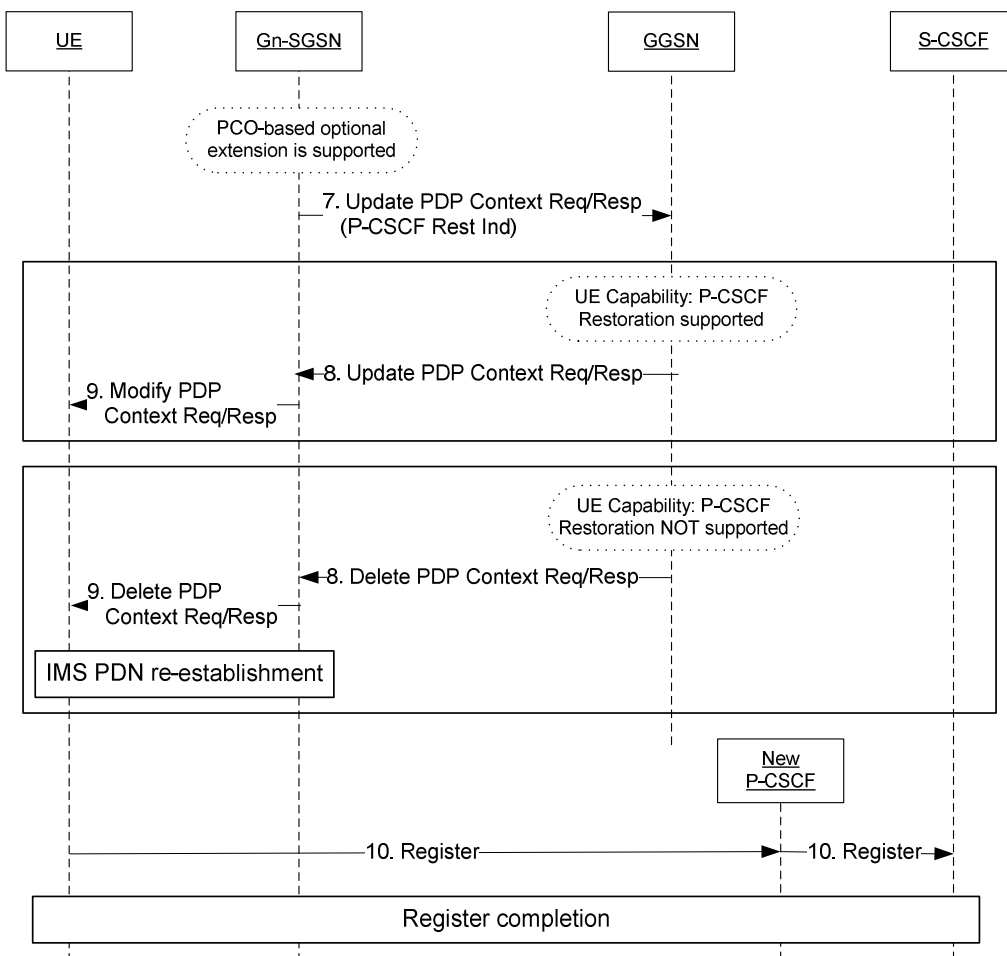 UE
Gn-SGSN
GGSN
S-CSCF
PCO-based optional
extension is supported
7. Update PDP Context Req/Resp
(P-CSCF Rest Ind)
UE Capability: P-CSCF
Restoration supported
8. Update PDP Context Req/Resp
9. Modify PDP
Context Req/Resp
UE Capability: P-CSCF
Restoration NOT supported
8. Delete PDP Context Req/Resp
9. Delete PDP
Context Req/Resp
IMS PDN re-establishment
New
P-CSCF
10. Register
10. Register
Register completion